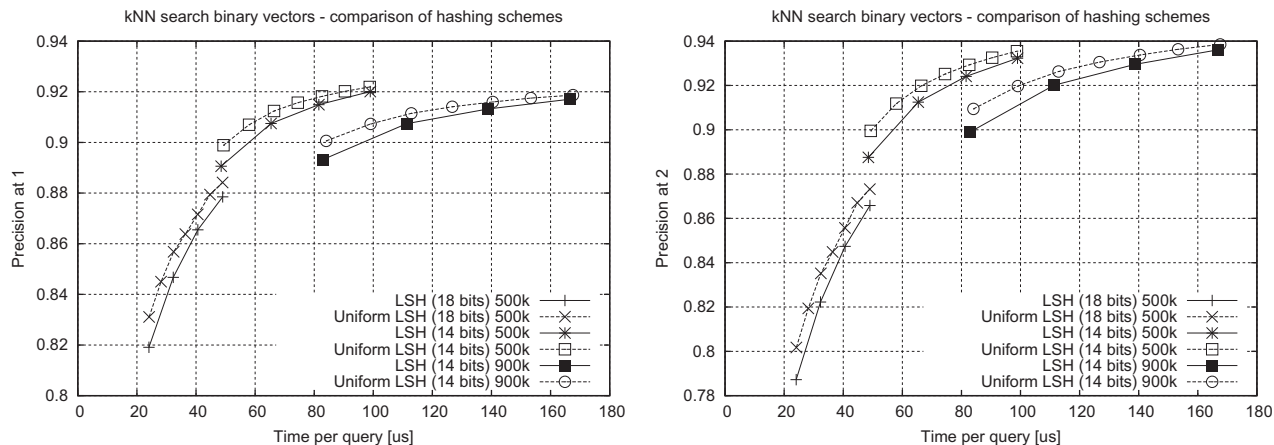 kNN search binary vectors - comparison of hashing schemes
0.94
0.92
0.9
0.88
0.86
0.84
0.82
0.8
Precision at 1
LSH (18 bits) 500k
Uniform LSH (18 bits) 500k
LSH (14 bits) 500k
Uniform LSH (14 bits) 500k
LSH (14 bits) 900k
Uniform LSH (14 bits) 900k
0 20 40 60 80 100 120 140 160 180
Time per query [us]
kNN search binary vectors - comparison of hashing schemes
0.94
0.92
0.9
0.88
0.86
0.84
0.82
0.8
0.78
Precision at 2
LSH (18 bits) 500k
Uniform LSH (18 bits) 500k
LSH (14 bits) 500k
Uniform LSH (14 bits) 500k
LSH (14 bits) 900k
Uniform LSH (14 bits) 900k
0 20 40 60 80 100 120 140 160 180
Time per query [us]